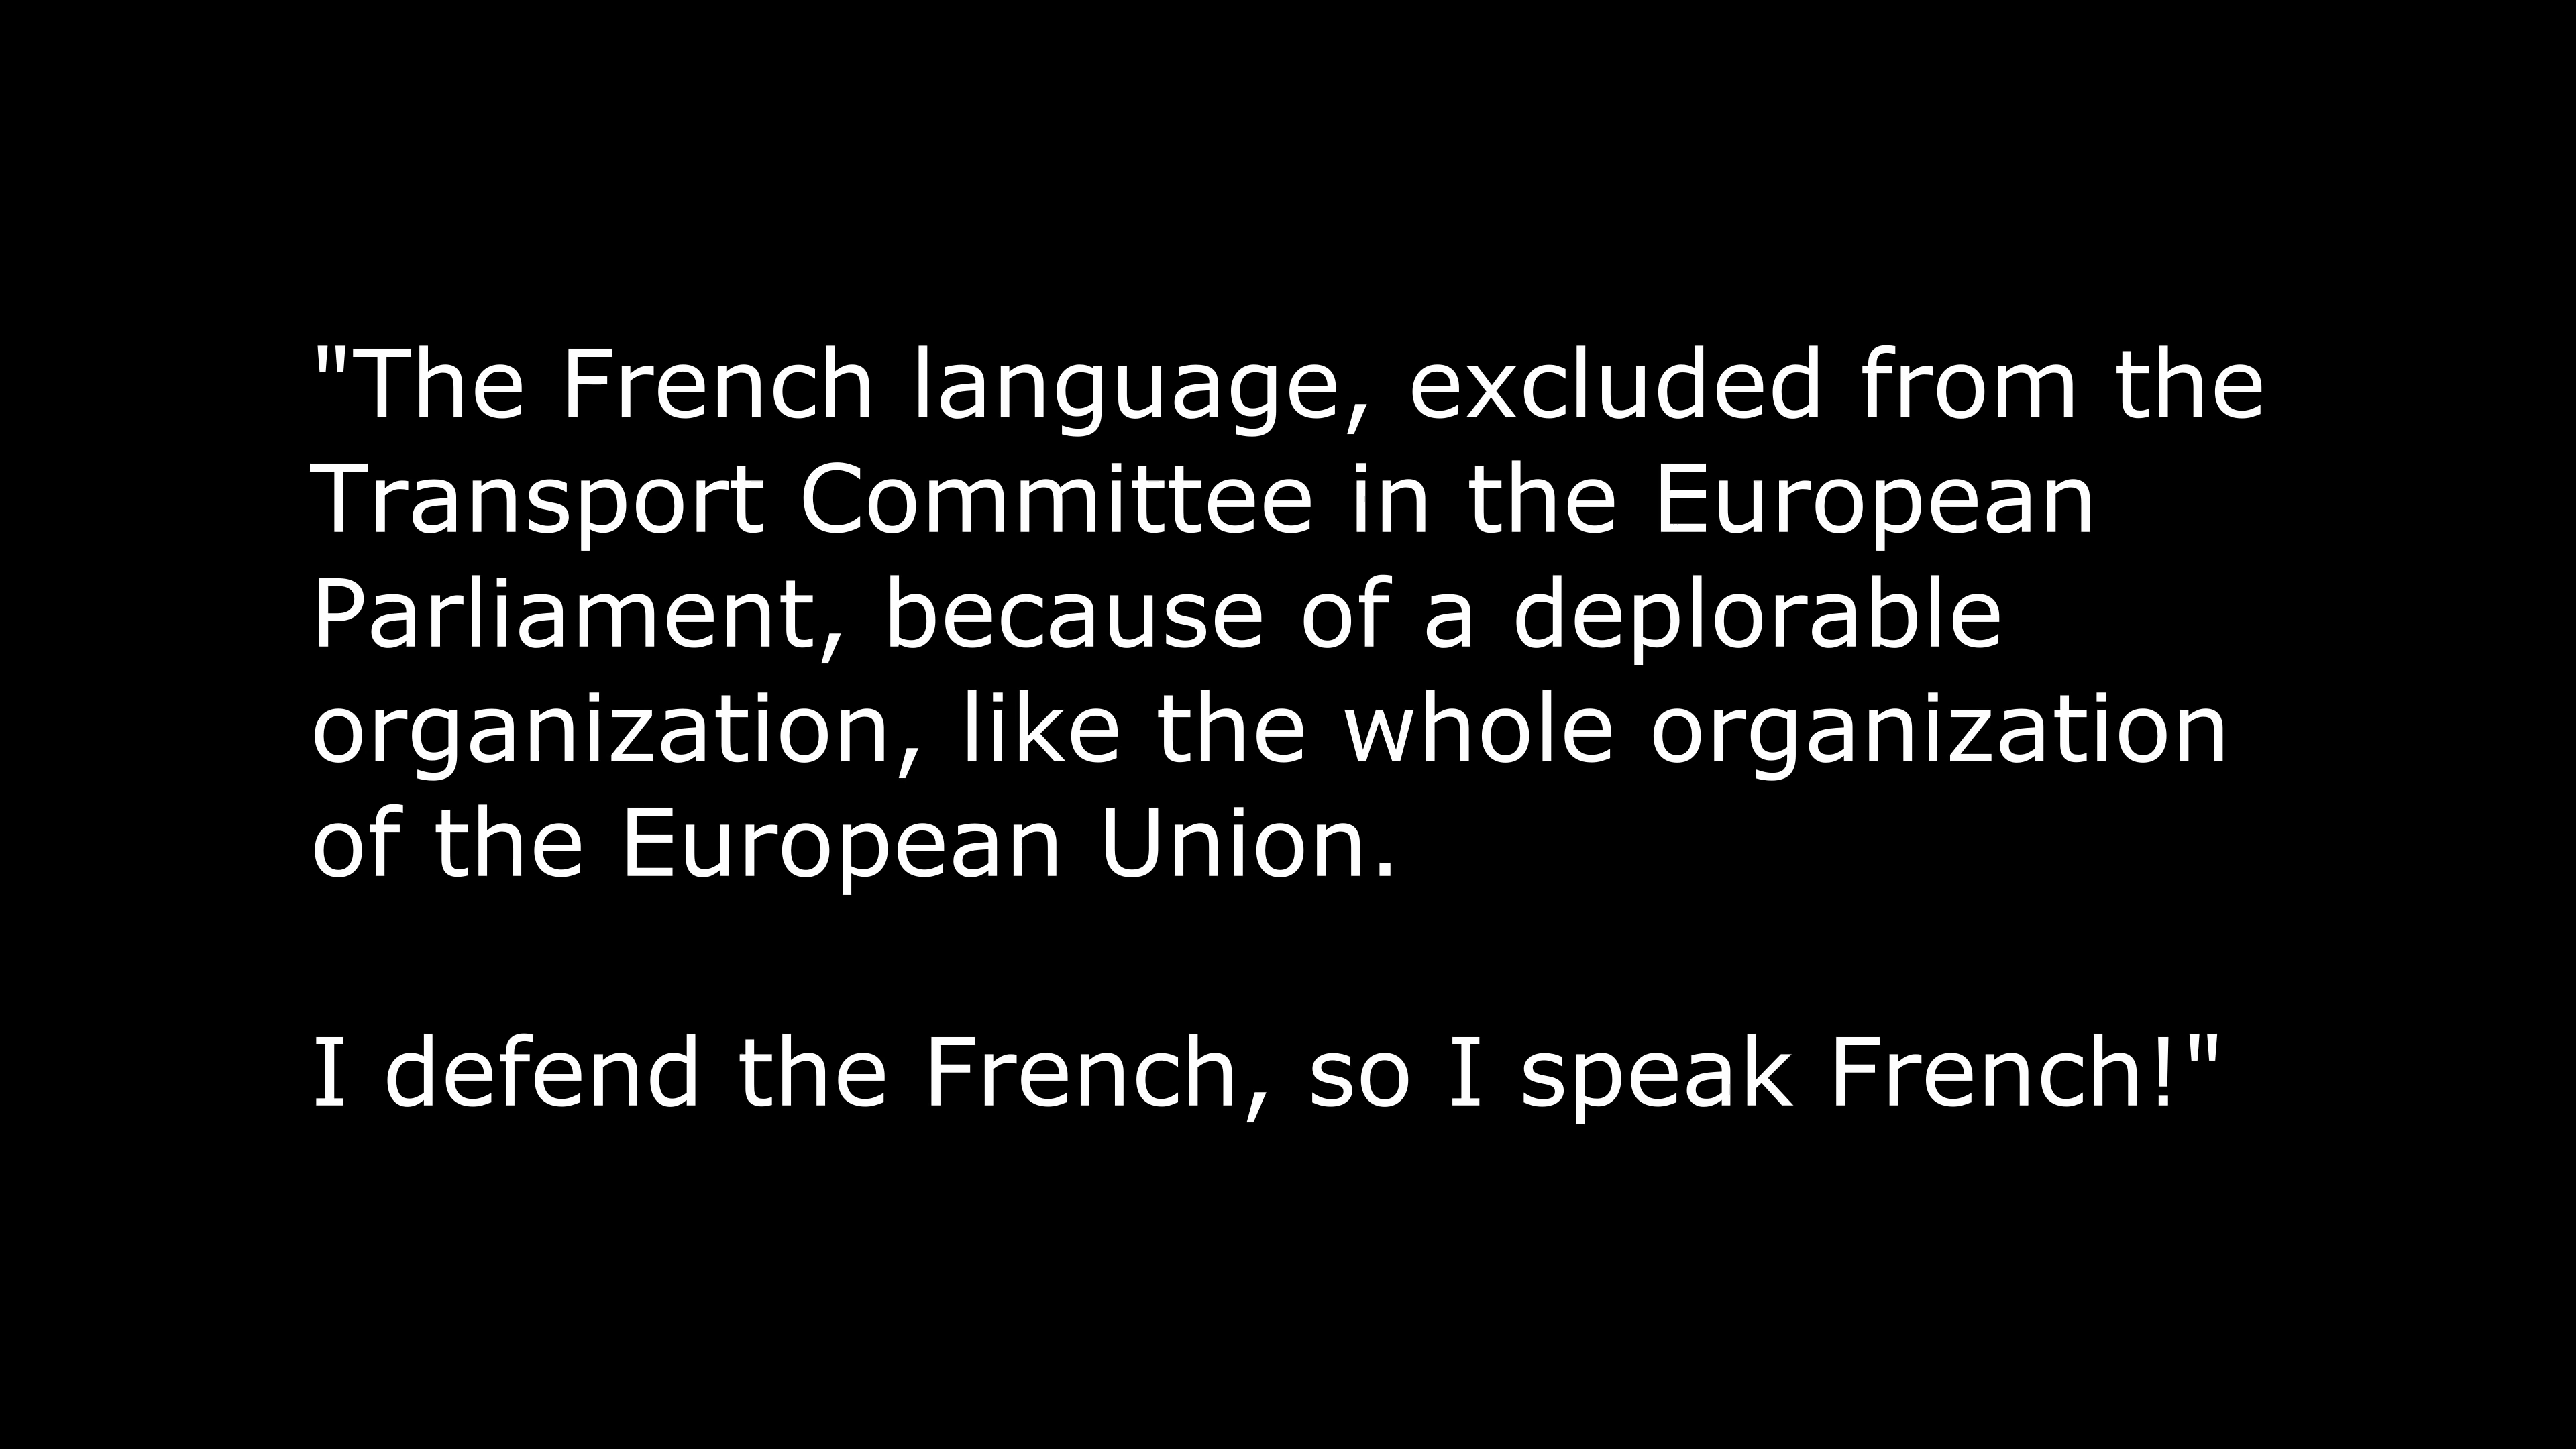 "The French language, excluded from the
Transport Committee in the European
Parliament, because of a deplorable
organization, like the whole organization
of the European Union.
I defend the French, so I speak French!"